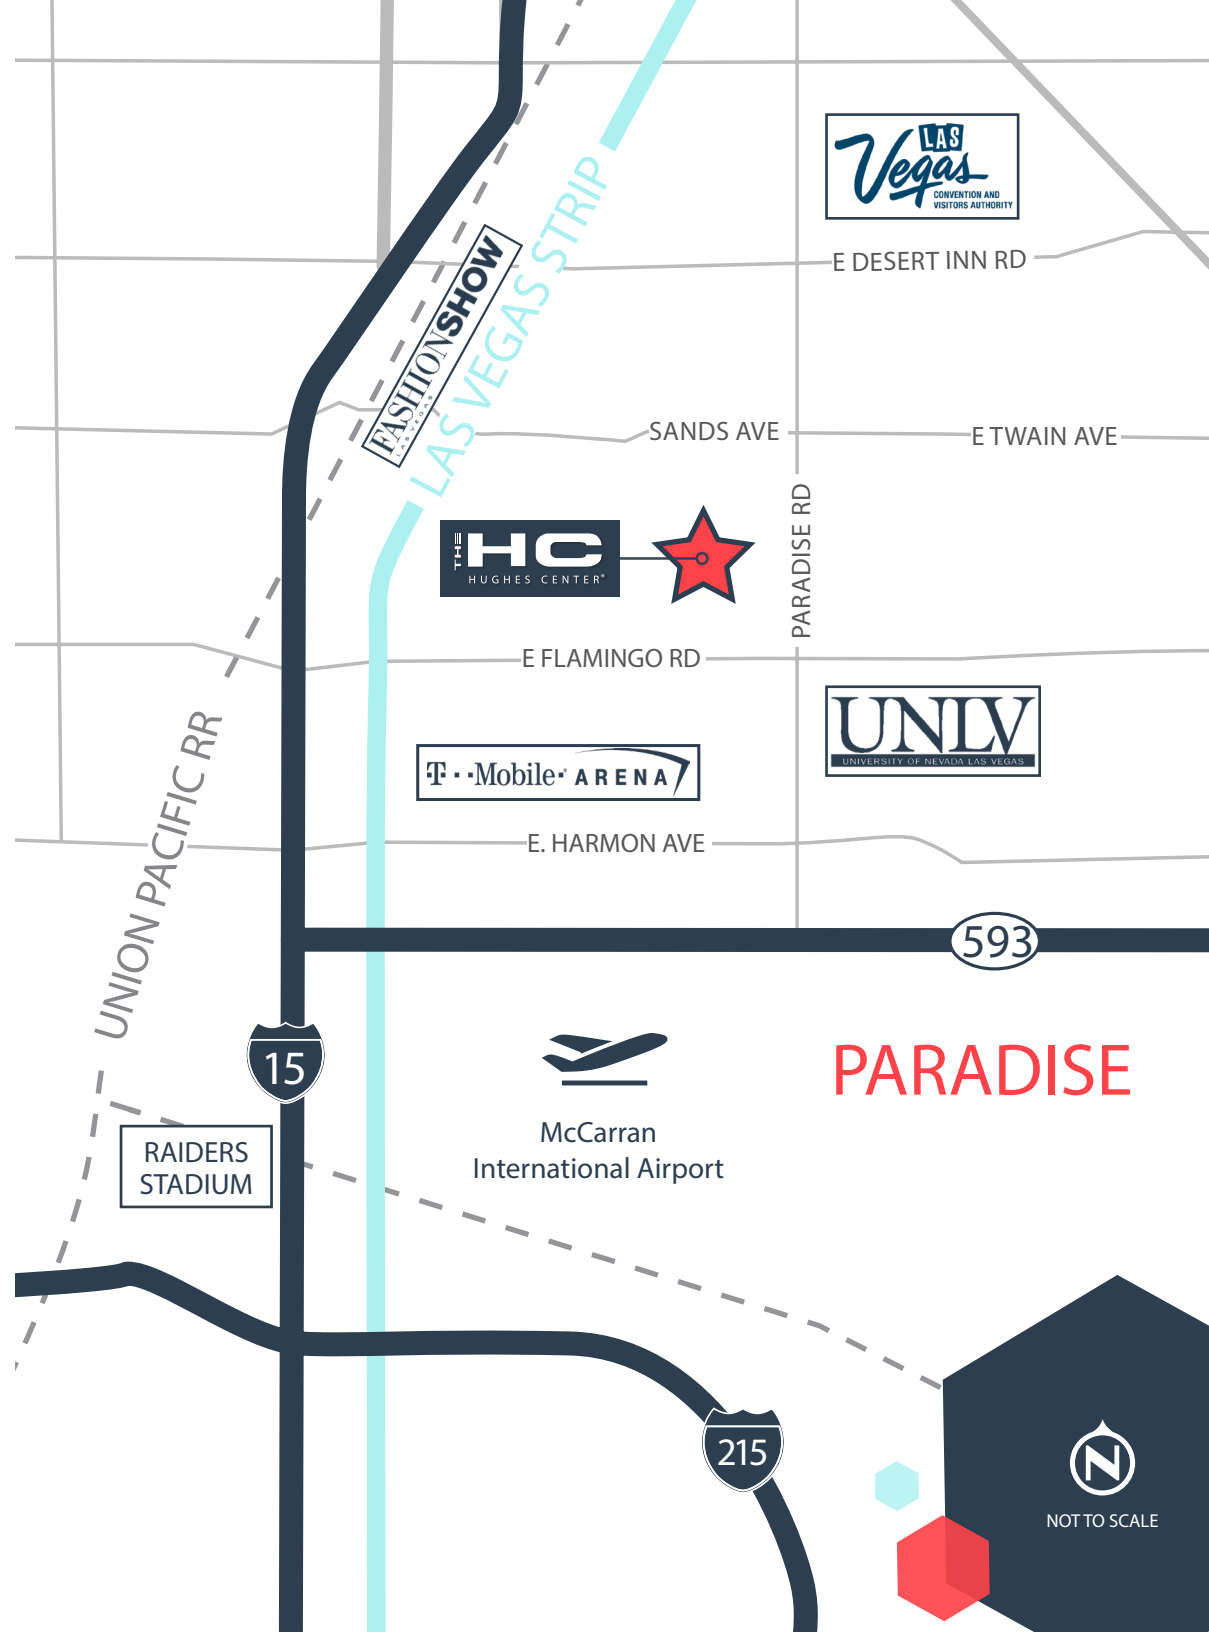 LAS
Vegas
CONVENTION AND
VISITORS AUTHORITY
LAS VEGAS STRIP
E DESERT INN RD
FASHIONSHOW
LAS VEGAS
SANDS AVE
E TWAIN AVE
PARADISE RD
THE HC
HUGHES CENTER®
E FLAMINGO RD
UNLV
UNIVERSITY OF NEVADA LAS VEGAS
UNION PACIFIC RR
T··Mobile· ARENA
E. HARMON AVE
593
15
PARADISE
McCarran
International Airport
RAIDERS
STADIUM
215
N
NOT TO SCALE